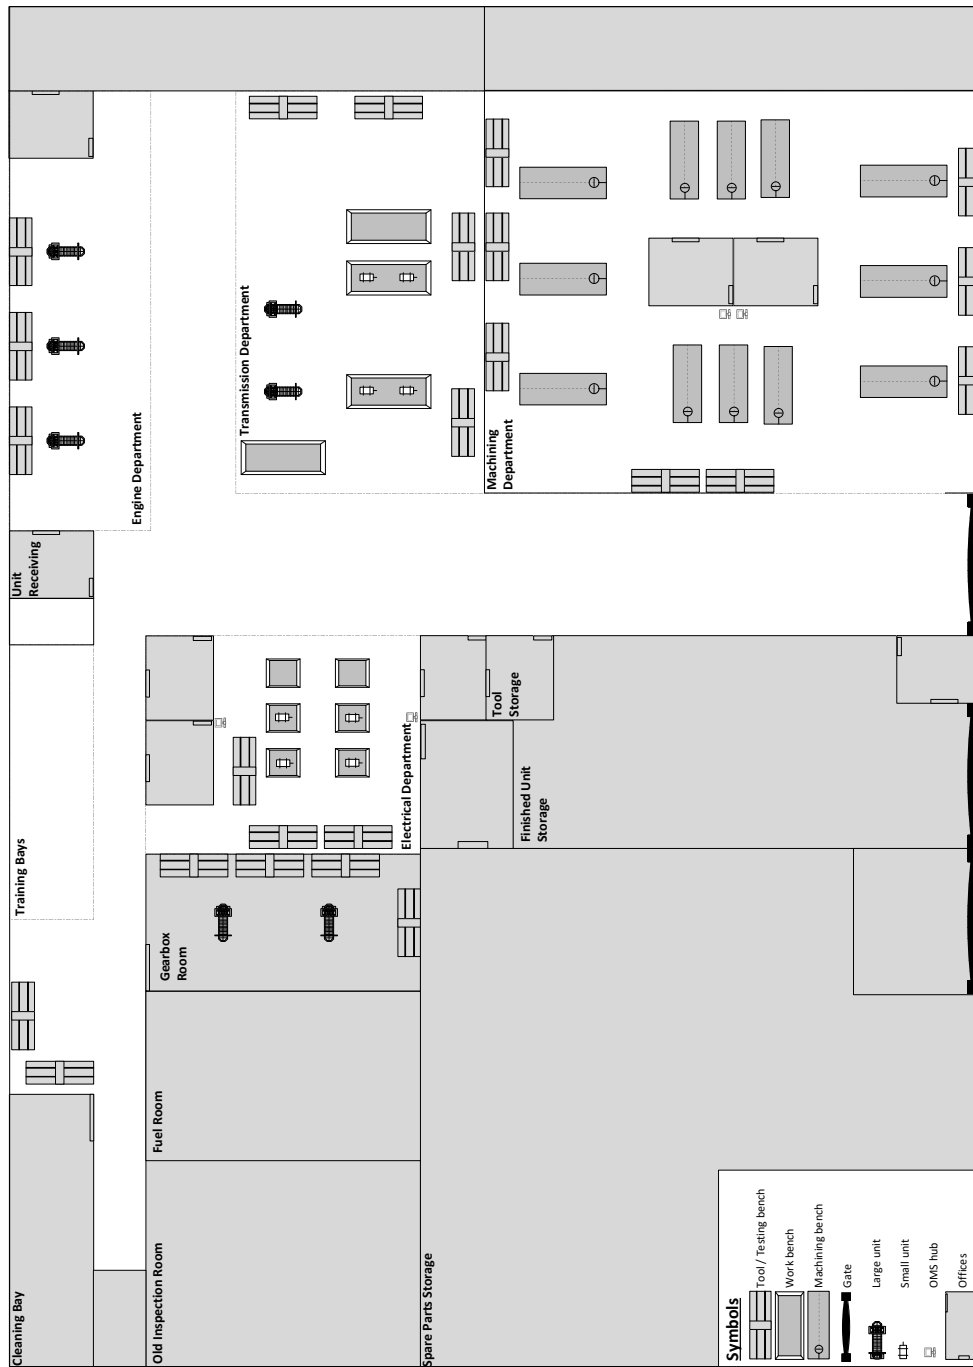 Engine Department
Transmission Department
Machining
Department
Unit
Receiving
Training Bays
Electrical Department
Tool
Storage
Finished Unit
Storage
Gearbox
Room
Fuel Room
Cleaning Bay
Old Inspection Room
Spare Parts Storage
Symbols
Tool / Testing bench
Work bench
Machining bench
Gate
Large unit
Small unit
OMS hub
Offices